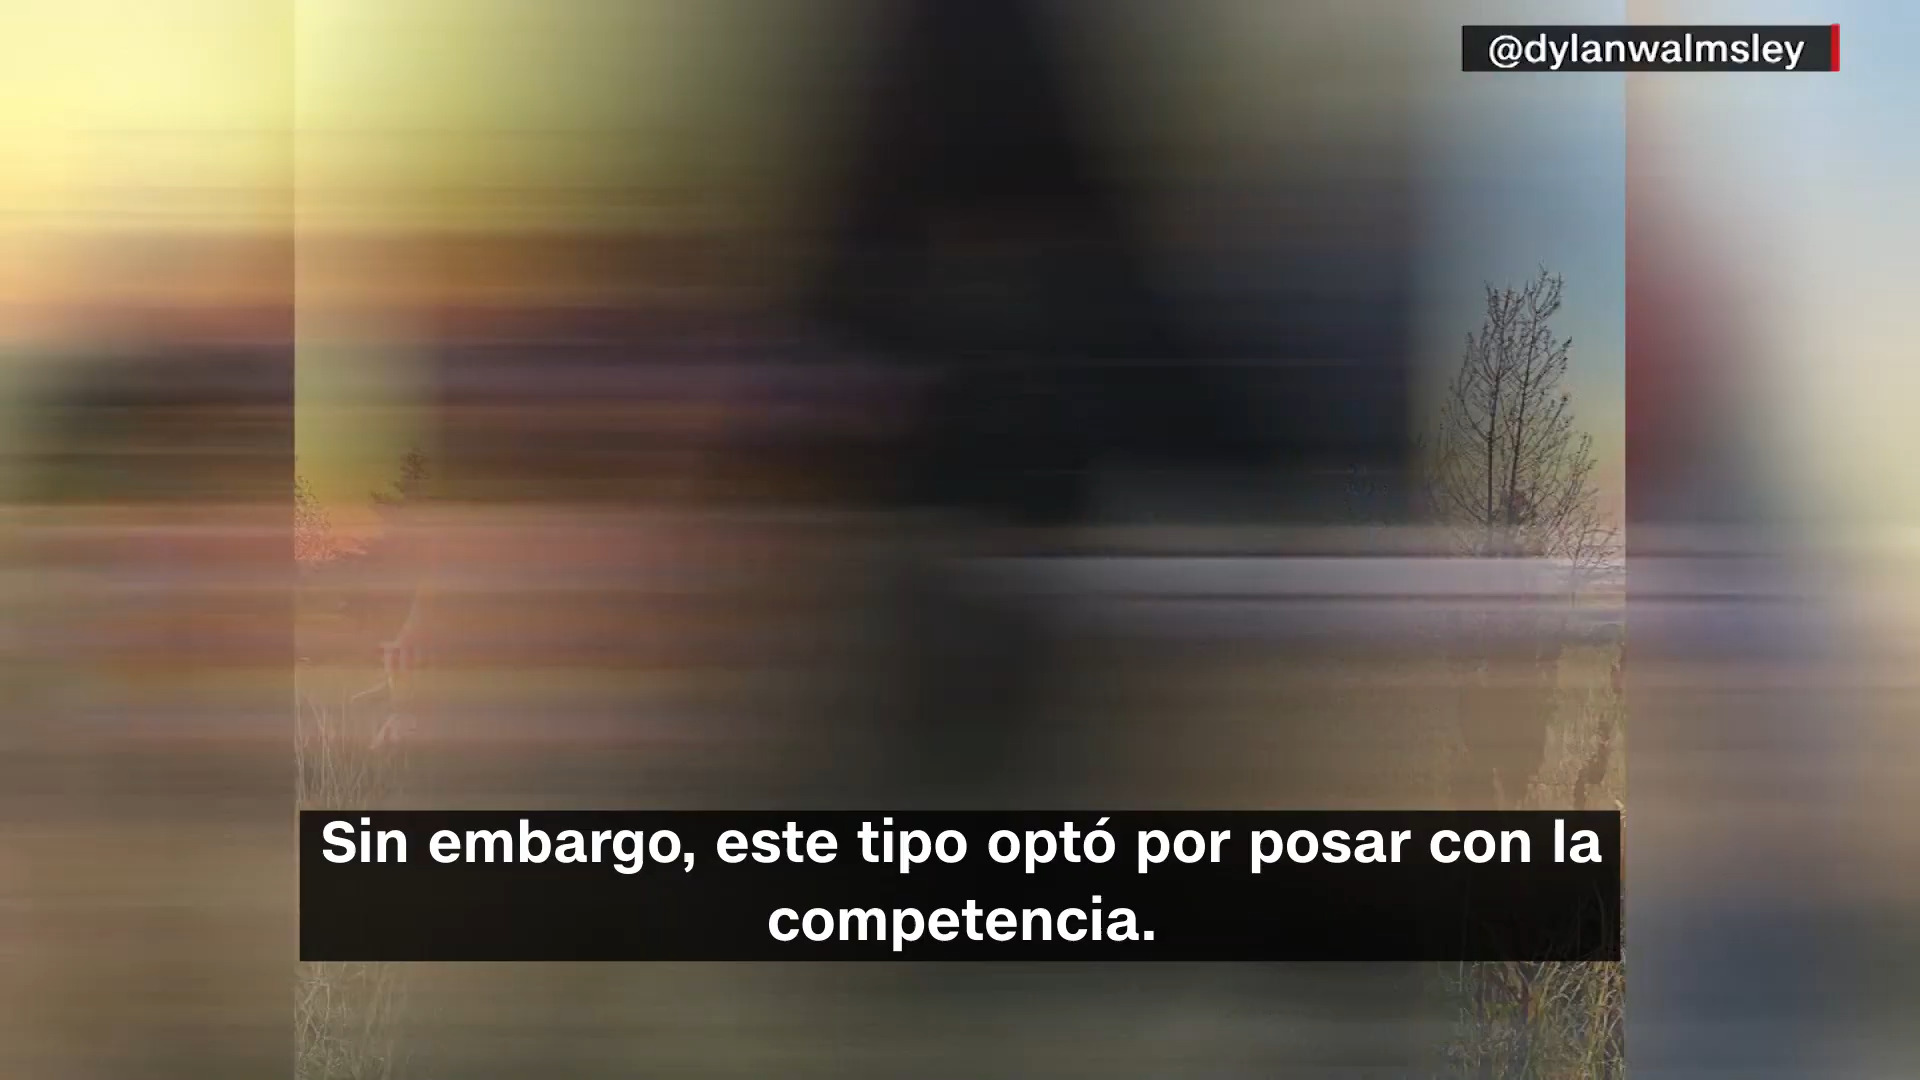 @dylanwalmsley
Sin embargo, este tipo optó por posar con la
competencia.